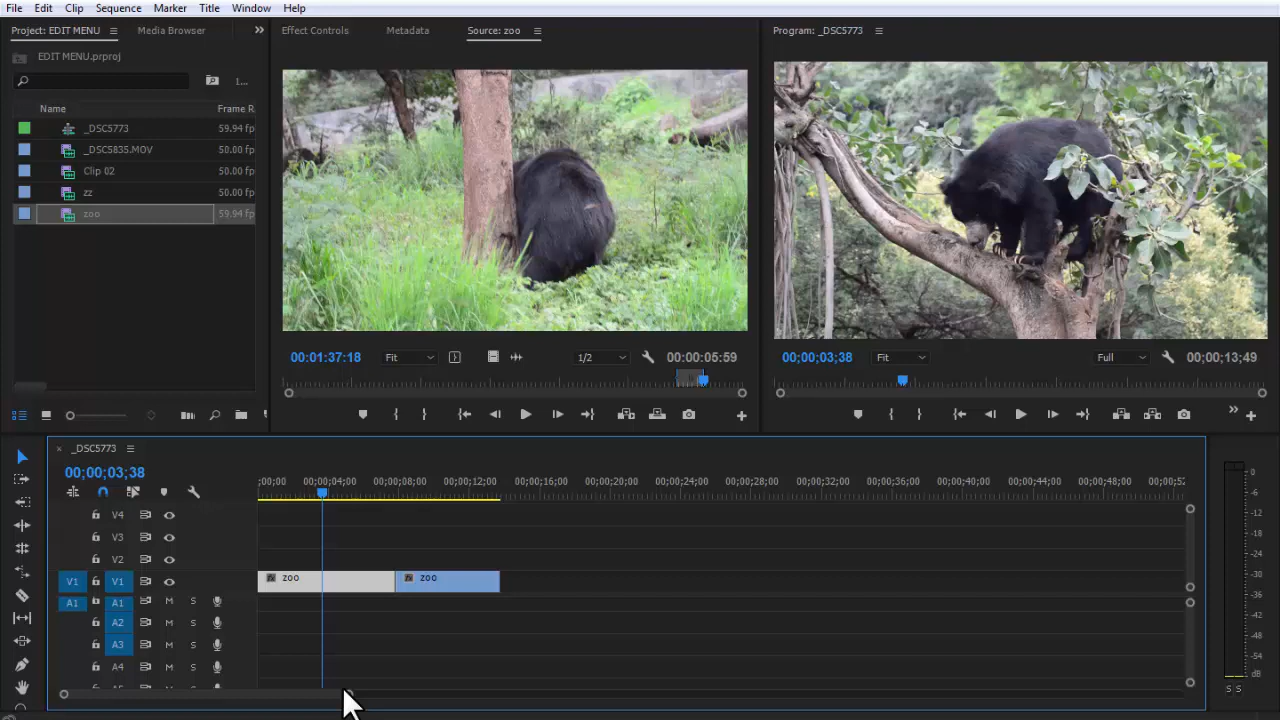 File Edit Clip Sequence Marker Title Window Help
Project: EDIT MENU Media Browser
EDIT MENU.prproj
1...
Name Frame R
_DSC5773 59.94 fp
_DSC5835.MOV 50.00 fp
Clip 02 50.00 fp
zz 50.00 fp
zoo 59.94 fp
Effect Controls Metadata Source: zoo
00:01:37:18 Fit 1/2 00:00:05:59
Program: _DSC5773
00;00;03;38 Fit Full 00;00;13;49
_DSC5773
00;00;03;38
;00;00 00;00;04;00 00;00;08;00 00;00;12;00 00;00;16;00 00;00;20;00 00;00;24;00 00;00;28;00 00;00;32;00 00;00;36;00 00;00;40;00 00;00;44;00 00;01;48;00 00;00;52
V4
V3
V2
V1 V1 zoo zoo
A1 A1 M S
A2 M S
A3 M S
A4 M S
0
-6
-12
-18
-24
-30
-36
-42
-48
-54
dB
S S